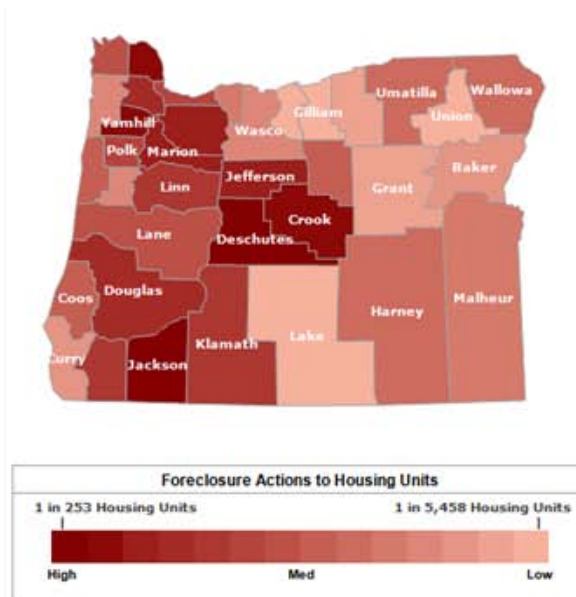 Umatilla
Wallowa
Gilliam
Union
Yamhill
Wasco
Polk
Marion
Baker
Jefferson
Linn
Grant
Crook
Lane
Deschutes
Douglas
Coos
Malheur
Harney
Klamath
Lake
Curry
Jackson
Foreclosure Actions to Housing Units
1 in 253 Housing Units 1 in 5,458 Housing Units
High Med Low